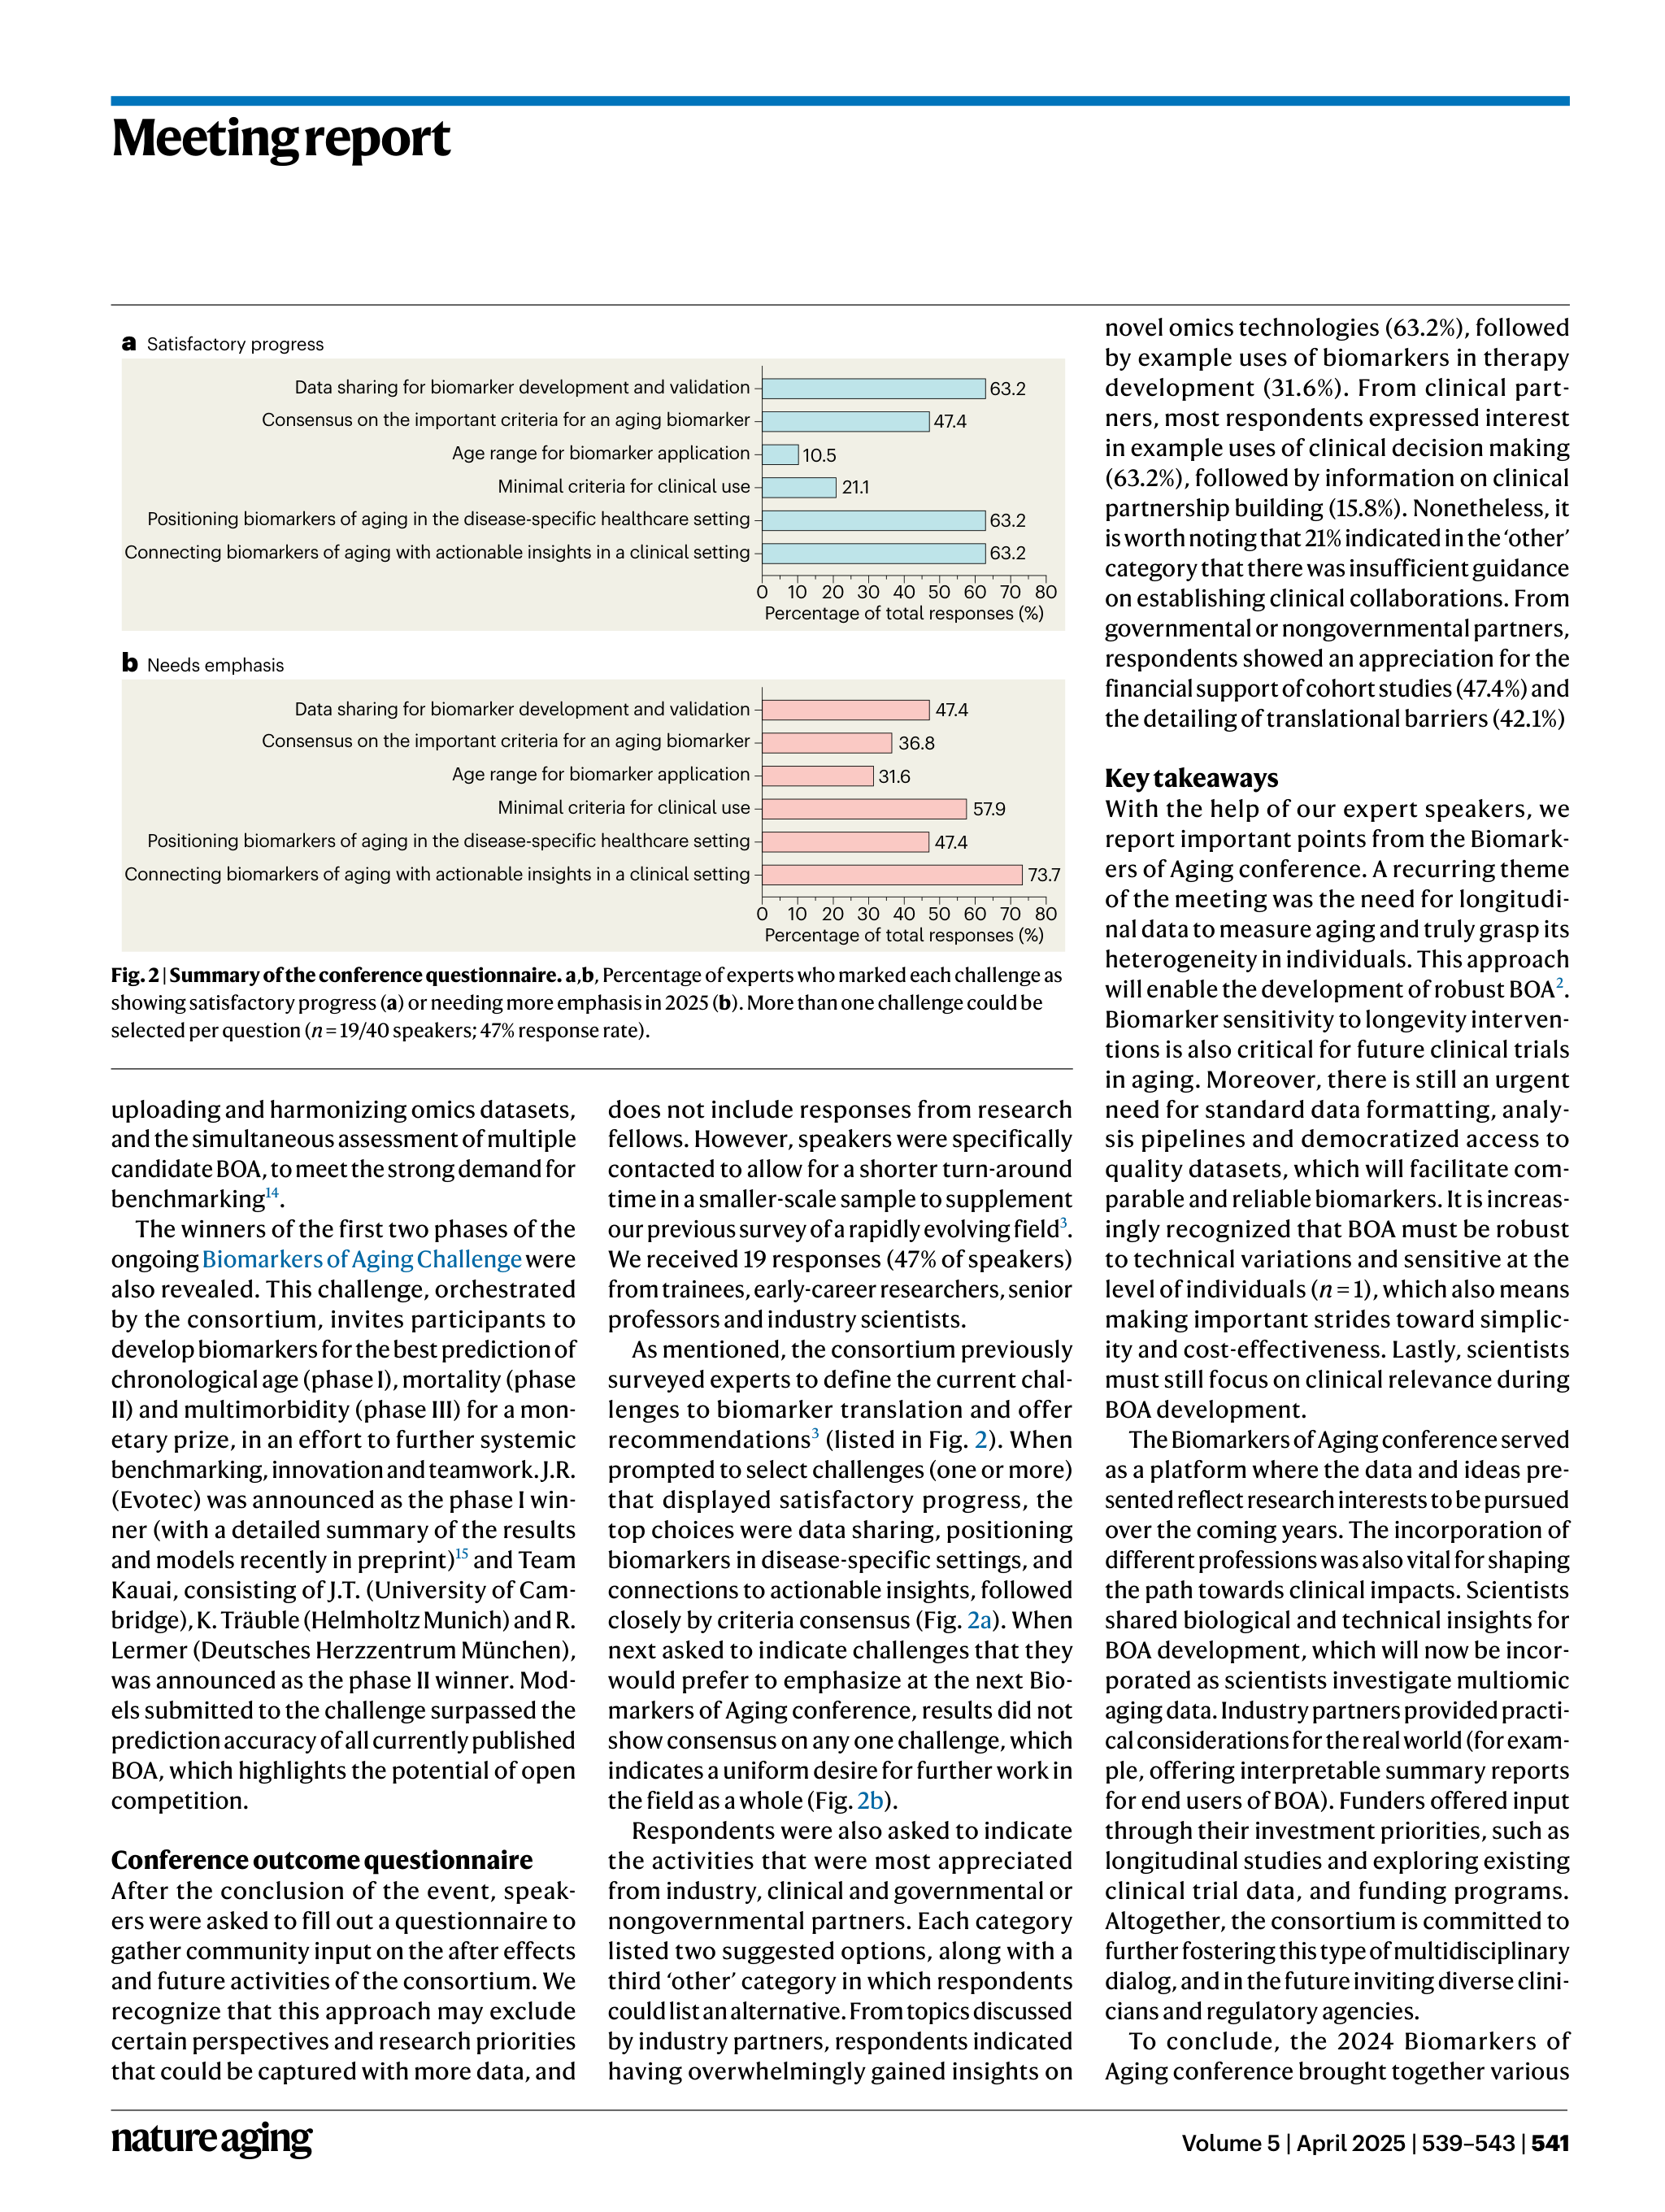 Meeting report
a Satisfactory progress
Data sharing for biomarker development and validation 63.2
Consensus on the important criteria for an aging biomarker 47.4
Age range for biomarker application 10.5
Minimal criteria for clinical use 21.1
Positioning biomarkers of aging in the disease-specific healthcare setting 63.2
Connecting biomarkers of aging with actionable insights in a clinical setting 63.2
0 10 20 30 40 50 60 70 80
Percentage of total responses (%)
b Needs emphasis
Data sharing for biomarker development and validation 47.4
Consensus on the important criteria for an aging biomarker 36.8
Age range for biomarker application 31.6
Minimal criteria for clinical use 57.9
Positioning biomarkers of aging in the disease-specific healthcare setting 47.4
Connecting biomarkers of aging with actionable insights in a clinical setting 73.7
0 10 20 30 40 50 60 70 80
Percentage of total responses (%)
Fig. 2 | Summary of the conference questionnaire. a,b, Percentage of experts who marked each challenge as
showing satisfactory progress (a) or needing more emphasis in 2025 (b). More than one challenge could be
selected per question (n = 19/40 speakers; 47% response rate).
uploading and harmonizing omics datasets,
and the simultaneous assessment of multiple
candidate BOA, to meet the strong demand for
benchmarking14.
The winners of the first two phases of the
ongoing Biomarkers of Aging Challenge were
also revealed. This challenge, orchestrated
by the consortium, invites participants to
develop biomarkers for the best prediction of
chronological age (phase I), mortality (phase
II) and multimorbidity (phase III) for a mon-
etary prize, in an effort to further systemic
benchmarking, innovation and teamwork. J.R.
(Evotec) was announced as the phase I win-
ner (with a detailed summary of the results
and models recently in preprint)15 and Team
Kauai, consisting of J.T. (University of Cam-
bridge), K. Träuble (Helmholtz Munich) and R.
Lermer (Deutsches Herzzentrum München),
was announced as the phase II winner. Mod-
els submitted to the challenge surpassed the
prediction accuracy of all currently published
BOA, which highlights the potential of open
competition.
Conference outcome questionnaire
After the conclusion of the event, speak-
ers were asked to fill out a questionnaire to
gather community input on the after effects
and future activities of the consortium. We
recognize that this approach may exclude
certain perspectives and research priorities
that could be captured with more data, and
does not include responses from research
fellows. However, speakers were specifically
contacted to allow for a shorter turn-around
time in a smaller-scale sample to supplement
our previous survey of a rapidly evolving field3.
We received 19 responses (47% of speakers)
from trainees, early-career researchers, senior
professors and industry scientists.
As mentioned, the consortium previously
surveyed experts to define the current chal-
lenges to biomarker translation and offer
recommendations3 (listed in Fig. 2). When
prompted to select challenges (one or more)
that displayed satisfactory progress, the
top choices were data sharing, positioning
biomarkers in disease-specific settings, and
connections to actionable insights, followed
closely by criteria consensus (Fig. 2a). When
next asked to indicate challenges that they
would prefer to emphasize at the next Bio-
markers of Aging conference, results did not
show consensus on any one challenge, which
indicates a uniform desire for further work in
the field as a whole (Fig. 2b).
Respondents were also asked to indicate
the activities that were most appreciated
from industry, clinical and governmental or
nongovernmental partners. Each category
listed two suggested options, along with a
third ‘other’ category in which respondents
could list an alternative. From topics discussed
by industry partners, respondents indicated
having overwhelmingly gained insights on
novel omics technologies (63.2%), followed
by example uses of biomarkers in therapy
development (31.6%). From clinical part-
ners, most respondents expressed interest
in example uses of clinical decision making
(63.2%), followed by information on clinical
partnership building (15.8%). Nonetheless, it
is worth noting that 21% indicated in the ‘other’
category that there was insufficient guidance
on establishing clinical collaborations. From
governmental or nongovernmental partners,
respondents showed an appreciation for the
financial support of cohort studies (47.4%) and
the detailing of translational barriers (42.1%)
Key takeaways
With the help of our expert speakers, we
report important points from the Biomark-
ers of Aging conference. A recurring theme
of the meeting was the need for longitudi-
nal data to measure aging and truly grasp its
heterogeneity in individuals. This approach
will enable the development of robust BOA2.
Biomarker sensitivity to longevity interven-
tions is also critical for future clinical trials
in aging. Moreover, there is still an urgent
need for standard data formatting, analy-
sis pipelines and democratized access to
quality datasets, which will facilitate com-
parable and reliable biomarkers. It is increas-
ingly recognized that BOA must be robust
to technical variations and sensitive at the
level of individuals (n = 1), which also means
making important strides toward simplic-
ity and cost-effectiveness. Lastly, scientists
must still focus on clinical relevance during
BOA development.
The Biomarkers of Aging conference served
as a platform where the data and ideas pre-
sented reflect research interests to be pursued
over the coming years. The incorporation of
different professions was also vital for shaping
the path towards clinical impacts. Scientists
shared biological and technical insights for
BOA development, which will now be incor-
porated as scientists investigate multiomic
aging data. Industry partners provided practi-
cal considerations for the real world (for exam-
ple, offering interpretable summary reports
for end users of BOA). Funders offered input
through their investment priorities, such as
longitudinal studies and exploring existing
clinical trial data, and funding programs.
Altogether, the consortium is committed to
further fostering this type of multidisciplinary
dialog, and in the future inviting diverse clini-
cians and regulatory agencies.
To conclude, the 2024 Biomarkers of
Aging conference brought together various
nature aging
Volume 5 | April 2025 | 539–543 | 541